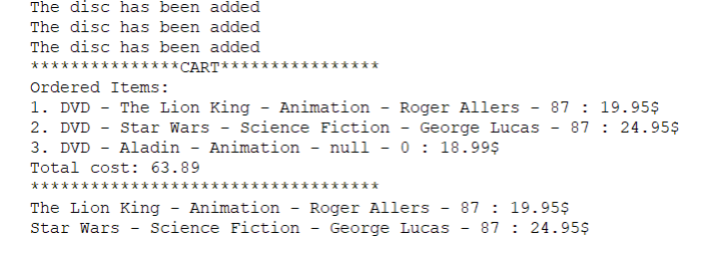 The disc has been added
The disc has been added
The disc has been added
***************CART****************
Ordered Items:
1. DVD - The Lion King - Animation - Roger Allers - 87 : 19.95$
2. DVD - Star Wars - Science Fiction - George Lucas - 87 : 24.95$
3. DVD - Aladin - Animation - null - 0 : 18.99$
Total cost: 63.89
***********************************
The Lion King - Animation - Roger Allers - 87 : 19.95$
Star Wars - Science Fiction - George Lucas - 87 : 24.95$